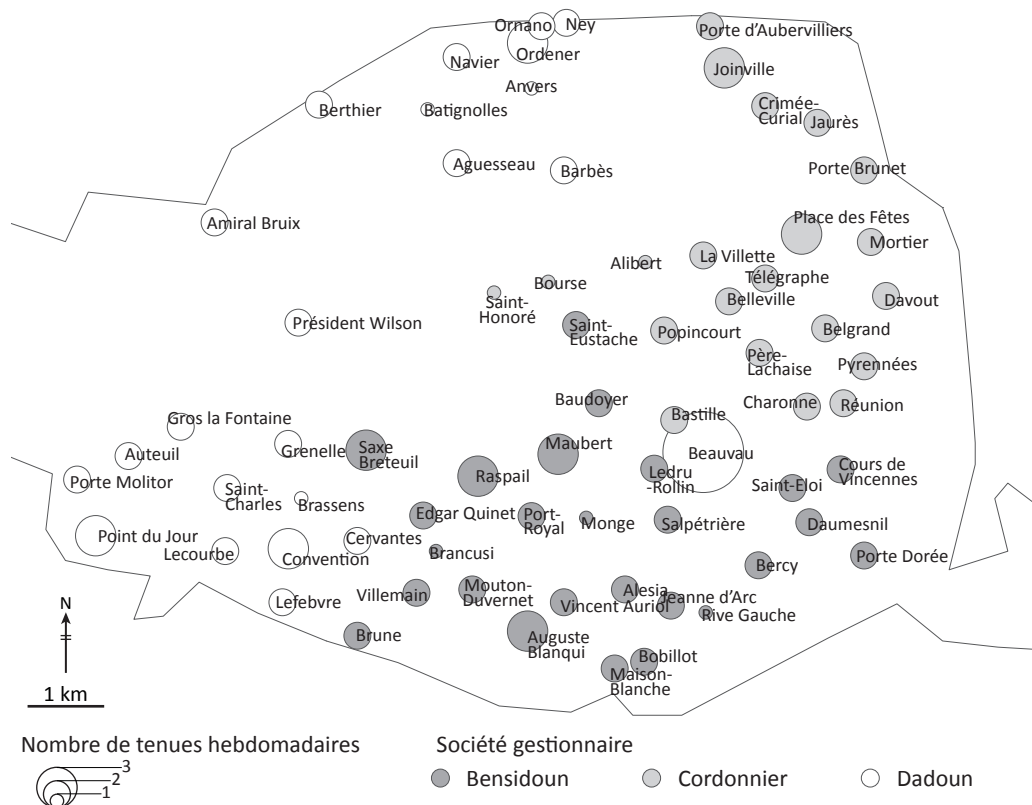 Ornano
Ney
Porte d'Aubervilliers
Ordener
Navier
Joinville
Anvers
Berthier
Batignolles
Crimée-
Curial
Jaurès
Aguesseau
Barbès
Porte Brunet
Amiral Bruix
Place des Fêtes
Mortier
La Villette
Alibert
Télégraphe
Bourse
Saint-
Honoré
Belleville
Davout
Président Wilson
Saint-
Eustache
Popincourt
Belgrand
Père-
Lachaise
Pyrennées
Baudoyer
Charonne
Réunion
Bastille
Gros la Fontaine
Grenelle
Saxe
Breteuil
Maubert
Beauvau
Auteuil
Porte Molitor
Raspail
Ledru
-Rollin
Cours de
Vincennes
Saint-Eloi
Saint-
Charles
Brassens
Edgar Quinet
Port-
Royal
Monge
Salpétrière
Daumesnil
Point du Jour
Lecourbe
Convention
Cervantes
Brancusi
Porte Dorée
Bercy
Lefebvre
Villemain
Mouton-
Duvernet
Vincent Auriol
Alesia
Jeanne d'Arc
Rive Gauche
Brune
Auguste
Blanqui
Bobillot
Maison-
Blanche
N
1 km
Nombre de tenues hebdomadaires
3
2
1
Société gestionnaire
Bensidoun
Cordonnier
Dadoun